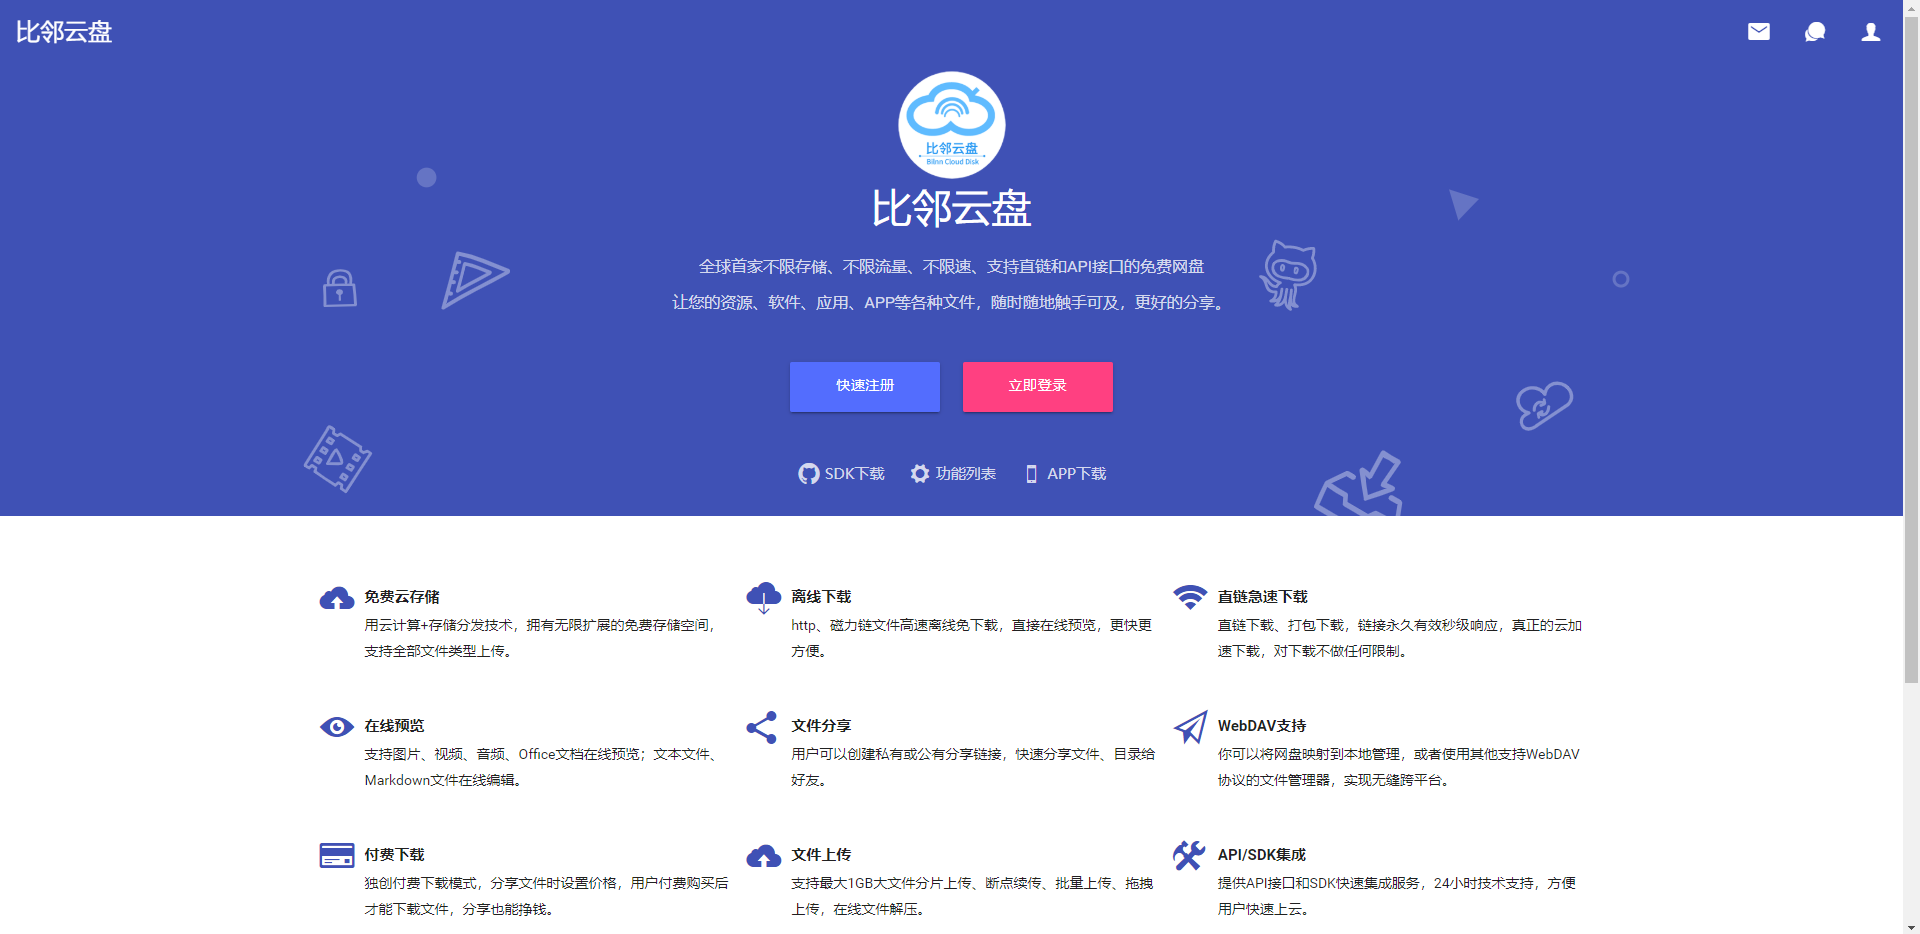 比邻云盘
比邻云盘
Bilnn Cloud Disk
比邻云盘
全球首家不限存储、不限流量、不限速、支持直链和API接口的免费网盘
让您的资源、软件、应用、APP等各种文件，随时随地触手可及，更好的分享。
快速注册 立即登录
SDK下载 功能列表 APP下载
免费云存储
用云计算+存储分发技术，拥有无限扩展的免费存储空间，
支持全部文件类型上传。
离线下载
http、磁力链文件高速离线免下载，直接在线预览，更快更
方便。
直链急速下载
直链下载、打包下载，链接永久有效秒级响应，真正的云加
速下载，对下载不做任何限制。
在线预览
支持图片、视频、音频、Office文档在线预览；文本文件、
Markdown文件在线编辑。
文件分享
用户可以创建私有或公有分享链接，快速分享文件、目录给
好友。
WebDAV支持
你可以将网盘映射到本地管理，或者使用其他支持WebDAV
协议的文件管理器，实现无缝跨平台。
付费下载
独创付费下载模式，分享文件时设置价格，用户付费购买后
才能下载文件，分享也能挣钱。
文件上传
支持最大1GB大文件分片上传、断点续传、批量上传、拖拽
上传，在线文件解压。
API/SDK集成
提供API接口和SDK快速集成服务，24小时技术支持，方便
用户快速上云。